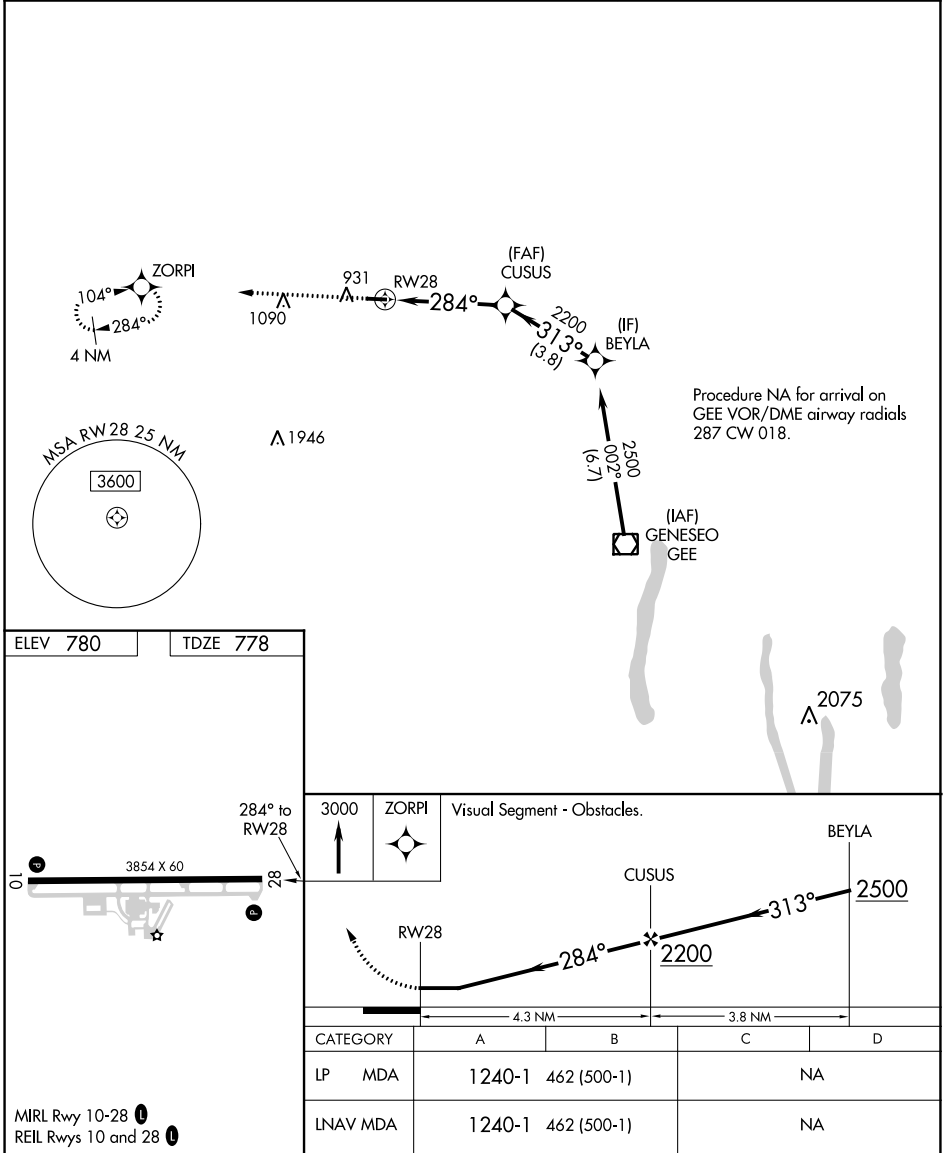 (FAF)
CUSUS
ZORPI
931
RW28
104°
284°
2200
313°
(3.8)
(IF)
BEYLA
284°
1090
4 NM
Procedure NA for arrival on
GEE VOR/DME airway radials
287 CW 018.
MSA RW 28 25 NM
1946
2500
002°
(6.7)
3600
(IAF)
GENESEO
GEE
ELEV 780
TDZE 778
2075
284° to
RW28
3000
ZORPI
Visual Segment - Obstacles.
BEYLA
P
3854 X 60
10
28
CUSUS
2500
313°
P
RW28
284°
2200
4.3 NM
3.8 NM
CATEGORY A B C D
LP MDA 1240-1 462 (500-1) NA
LNAV MDA 1240-1 462 (500-1) NA
MIRL Rwy 10-28 L
REIL Rwys 10 and 28 L